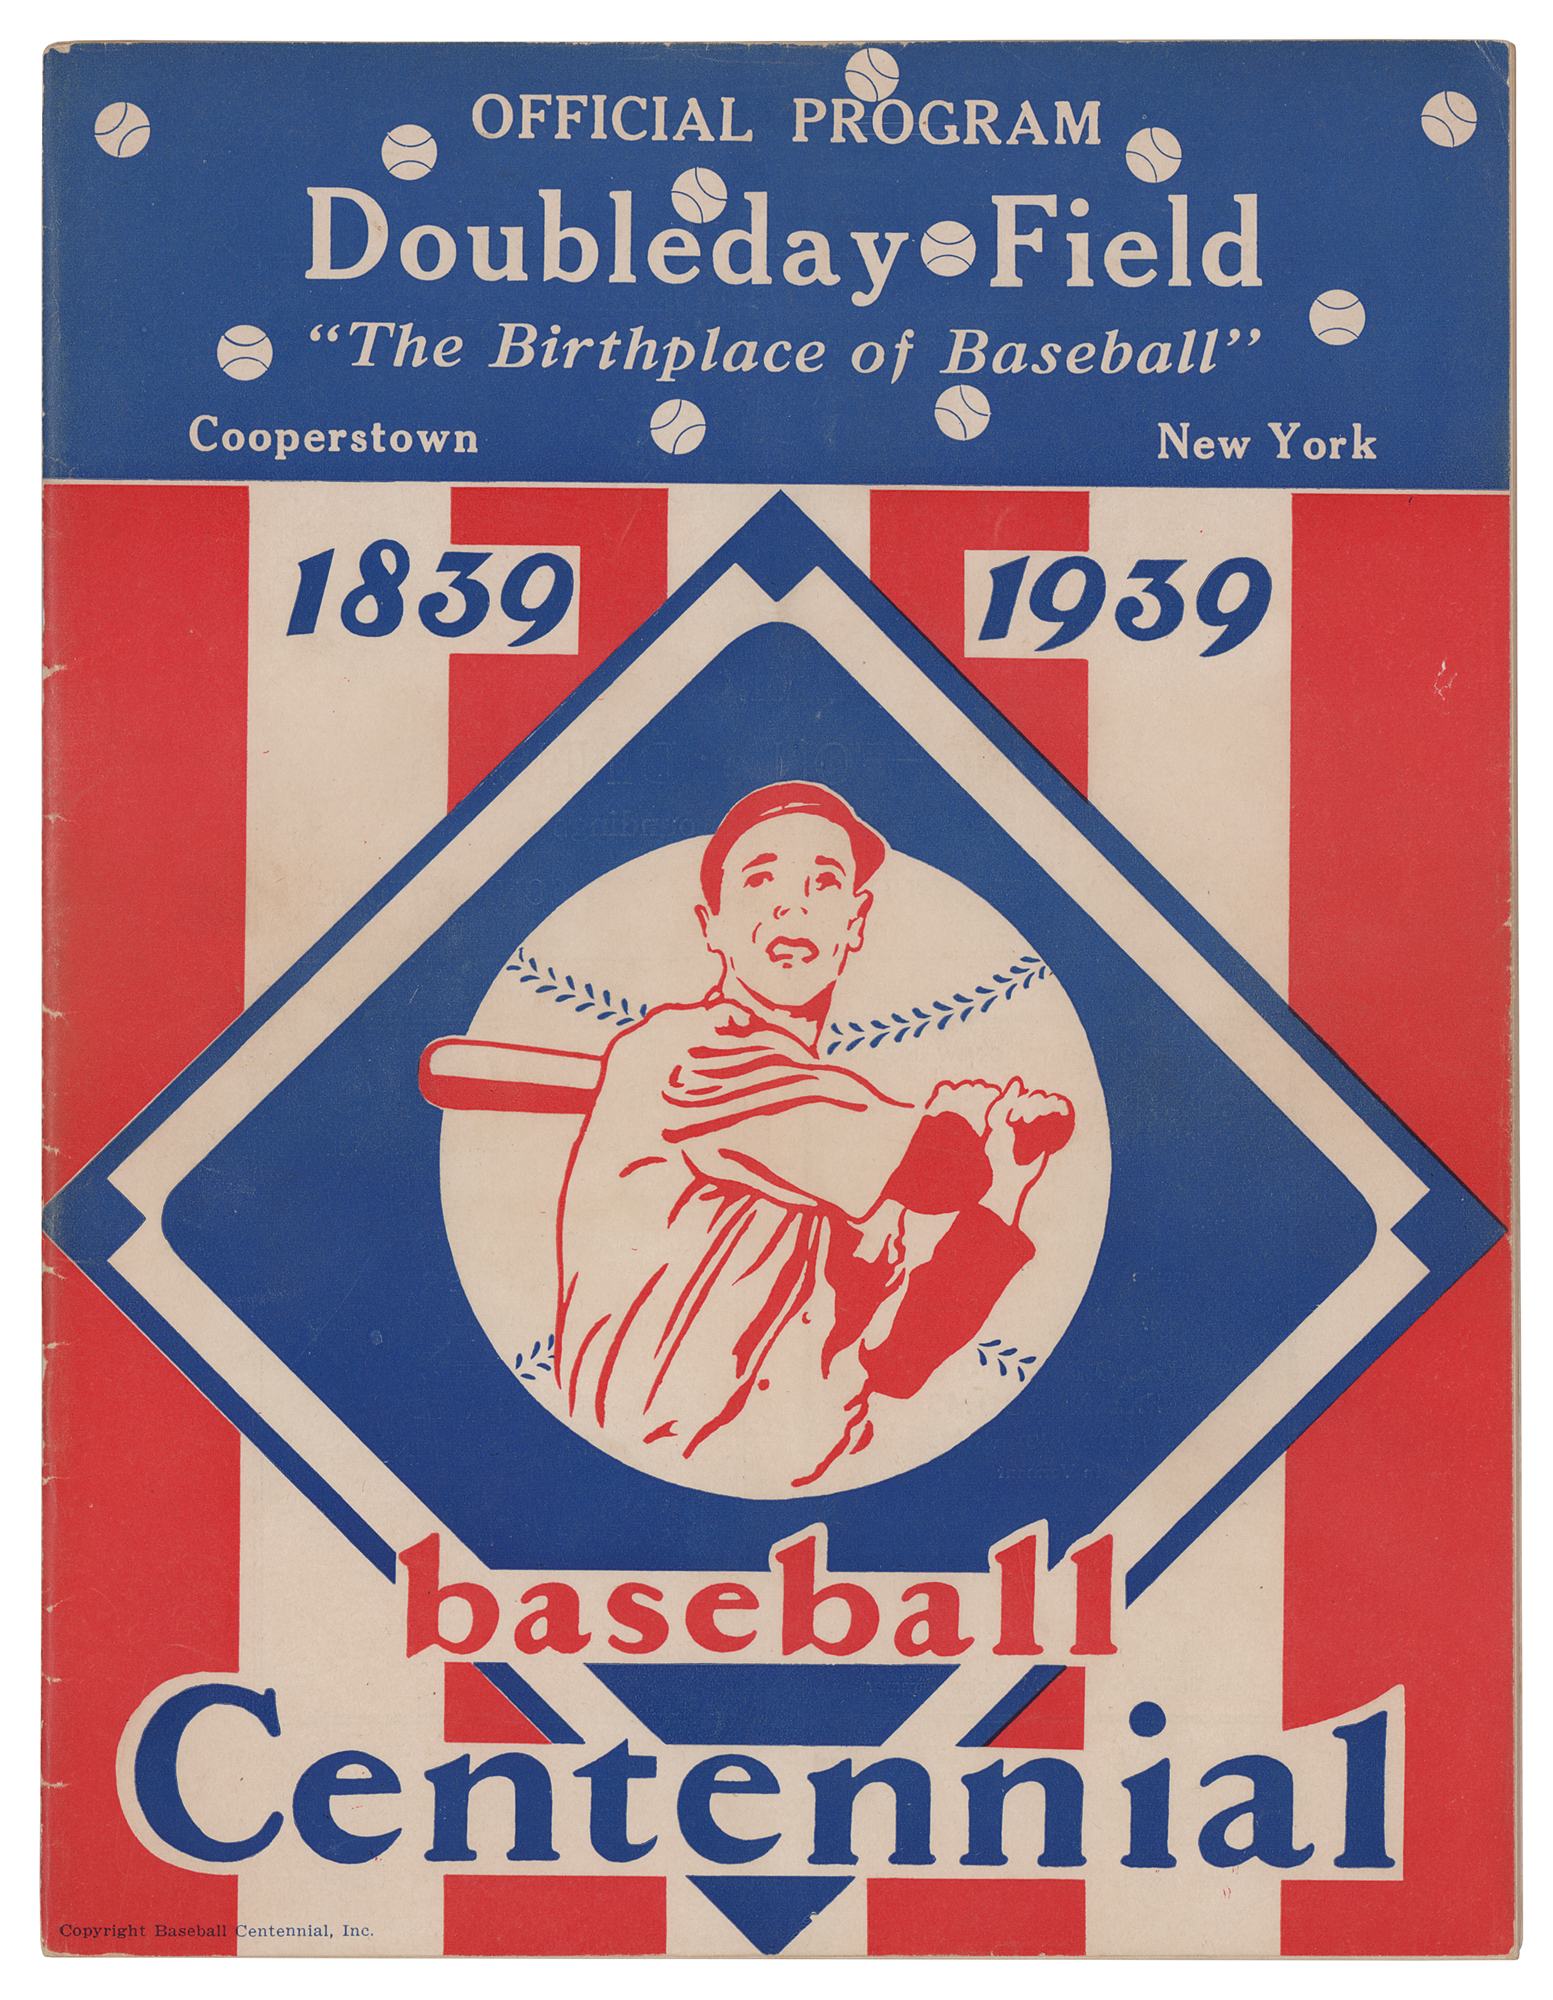 OFFICIAL PROGRAM
Doubleday Field
"The Birthplace of Baseball"
Cooperstown New York
1839 1939
baseball
Centennial
Copyright Baseball Centennial, Inc.